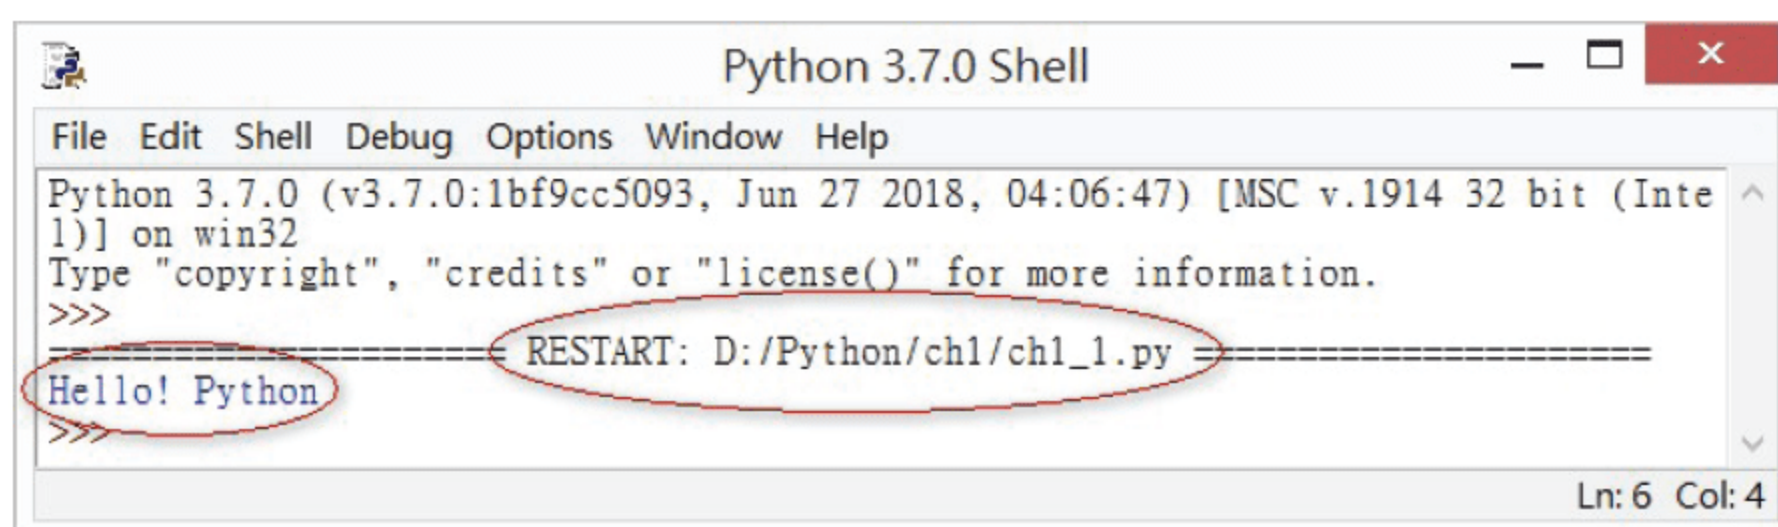 Python 3.7.0 Shell
File Edit Shell Debug Options Window Help
Python 3.7.0 (v3.7.0:1bf9cc5093, Jun 27 2018, 04:06:47) [MSC v.1914 32 bit (Inte
l)] on win32
Type "copyright", "credits" or "license()" for more information.
>>>
===================== RESTART: D:/Python/ch1/ch1_1.py =====================
Hello! Python
>>>
Ln: 6 Col: 4